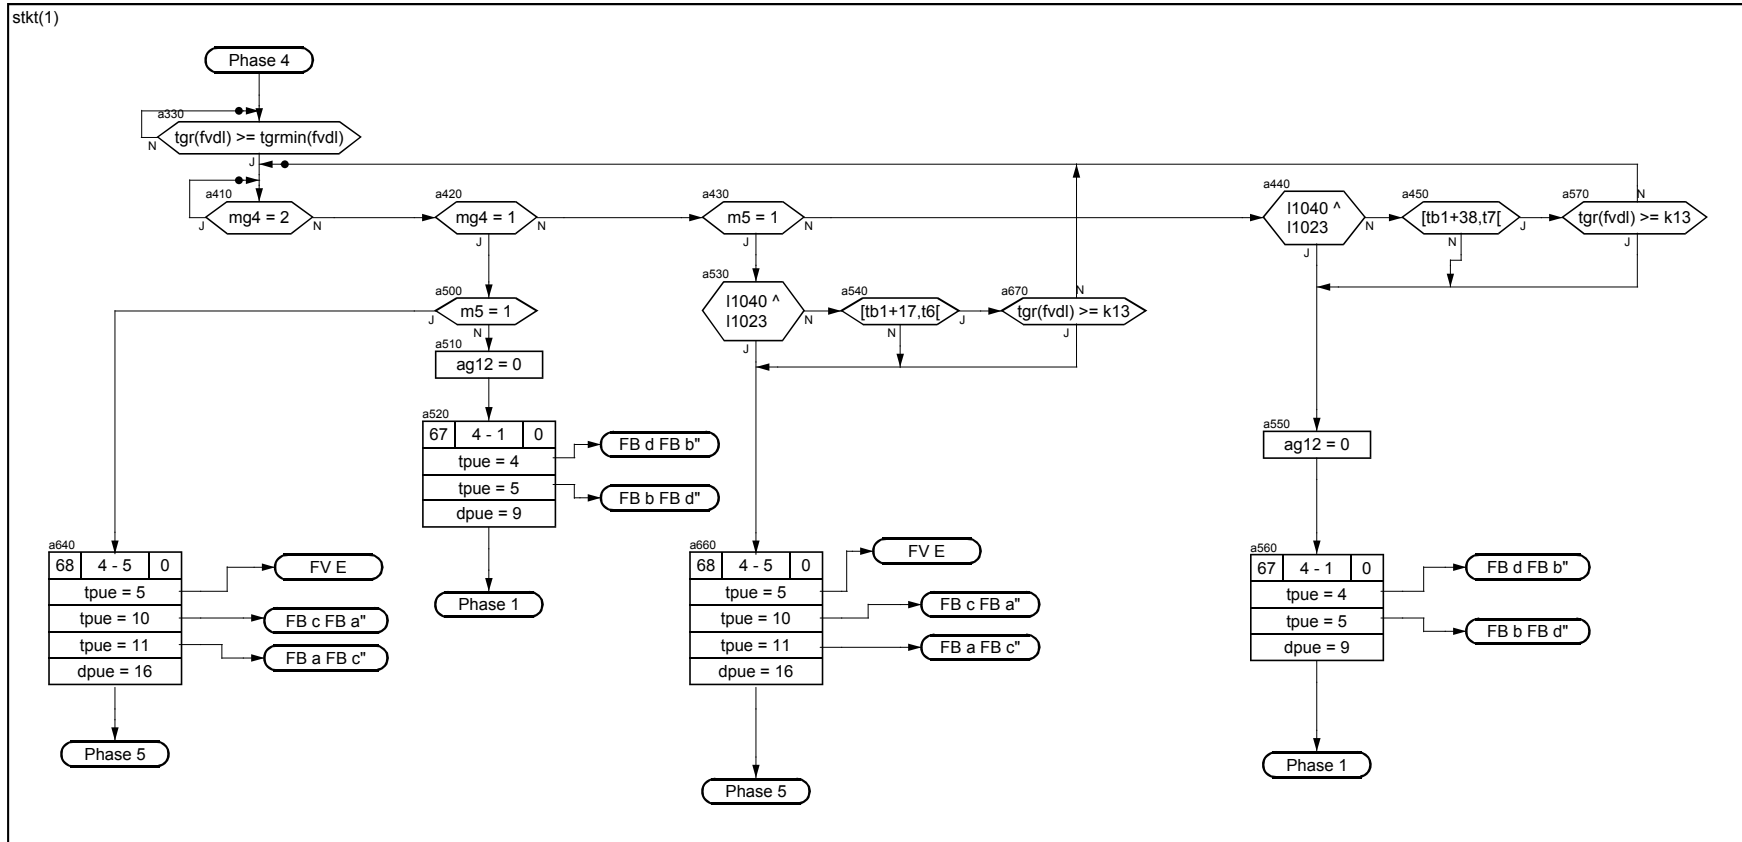 stkt(1)
Phase 4
a330
tgr(fvdl) >= tgrmin(fvdl)
N
J
a410
mg4 = 2
J
N
a420
mg4 = 1
N
J
a430
m5 = 1
N
J
a440
l1040 ^
l1023
N
J
a450
[tb1+38,t7[
J
N
a570
N
tgr(fvdl) >= k13
J
a500
m5 = 1
J
N
a530
l1040 ^
l1023
N
J
a540
[tb1+17,t6[
J
N
a670
N
tgr(fvdl) >= k13
J
a510
ag12 = 0
a520
67 4 - 1 0
tpue = 4
tpue = 5
dpue = 9
FB d FB b"
FB b FB d"
Phase 1
a550
ag12 = 0
a640
68 4 - 5 0
tpue = 5
tpue = 10
tpue = 11
dpue = 16
FV E
FB c FB a"
FB a FB c"
Phase 5
a660
68 4 - 5 0
tpue = 5
tpue = 10
tpue = 11
dpue = 16
FV E
FB c FB a"
FB a FB c"
Phase 5
a560
67 4 - 1 0
tpue = 4
tpue = 5
dpue = 9
FB d FB b"
FB b FB d"
Phase 1